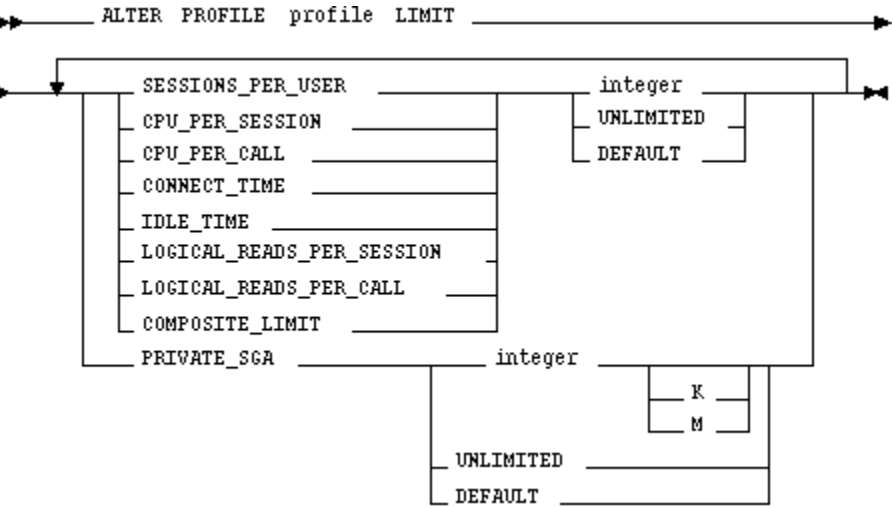 ALTER PROFILE profile LIMIT
SESSIONS_PER_USER integer
CPU_PER_SESSION UNLIMITED
CPU_PER_CALL DEFAULT
CONNECT_TIME
IDLE_TIME
LOGICAL_READS_PER_SESSION
LOGICAL_READS_PER_CALL
COMPOSITE_LIMIT
PRIVATE_SGA integer
K
M
UNLIMITED
DEFAULT